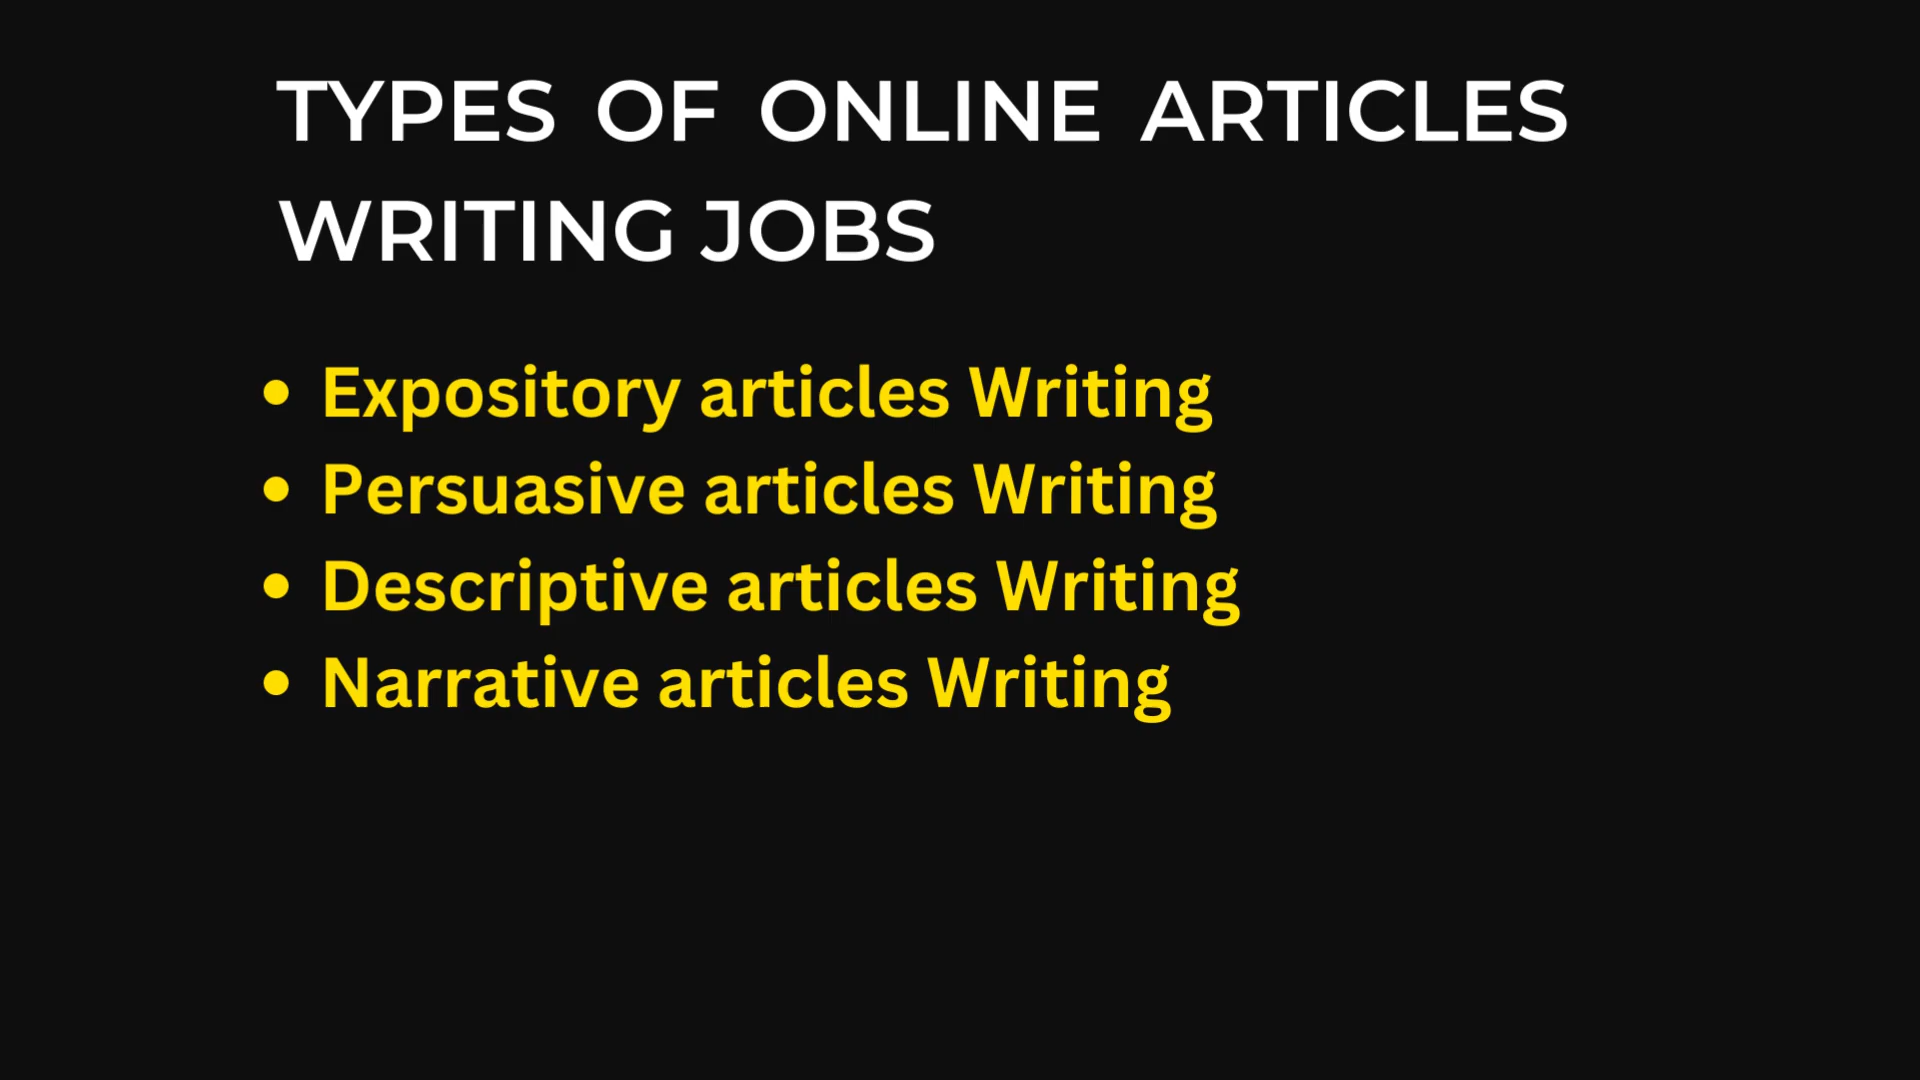 TYPES OF ONLINE ARTICLES
WRITING JOBS
• Expository articles Writing
• Persuasive articles Writing
• Descriptive articles Writing
• Narrative articles Writing